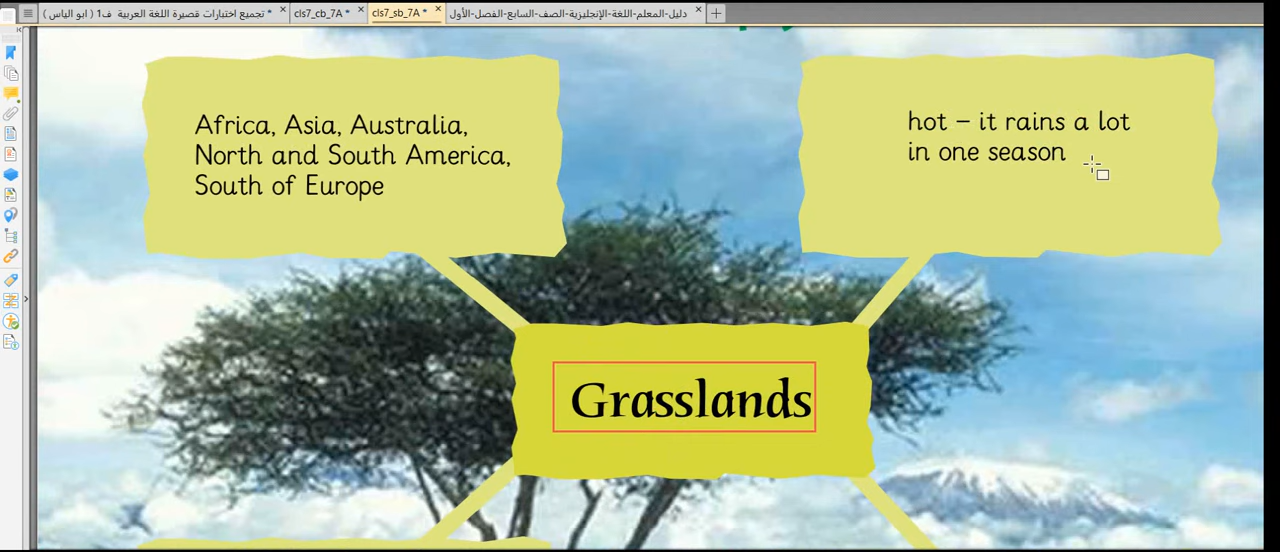 تجميع اختبارات قصيرة اللغة العربية ف1 ( ابو الياس ) *
cls7_cb_7A *
cls7_sb_7A *
دليل-المعلم-اللغة-الإنجليزية-الصف-السابع-الفصل-الأول
Africa, Asia, Australia,
North and South America,
South of Europe
hot – it rains a lot
in one season
Grasslands